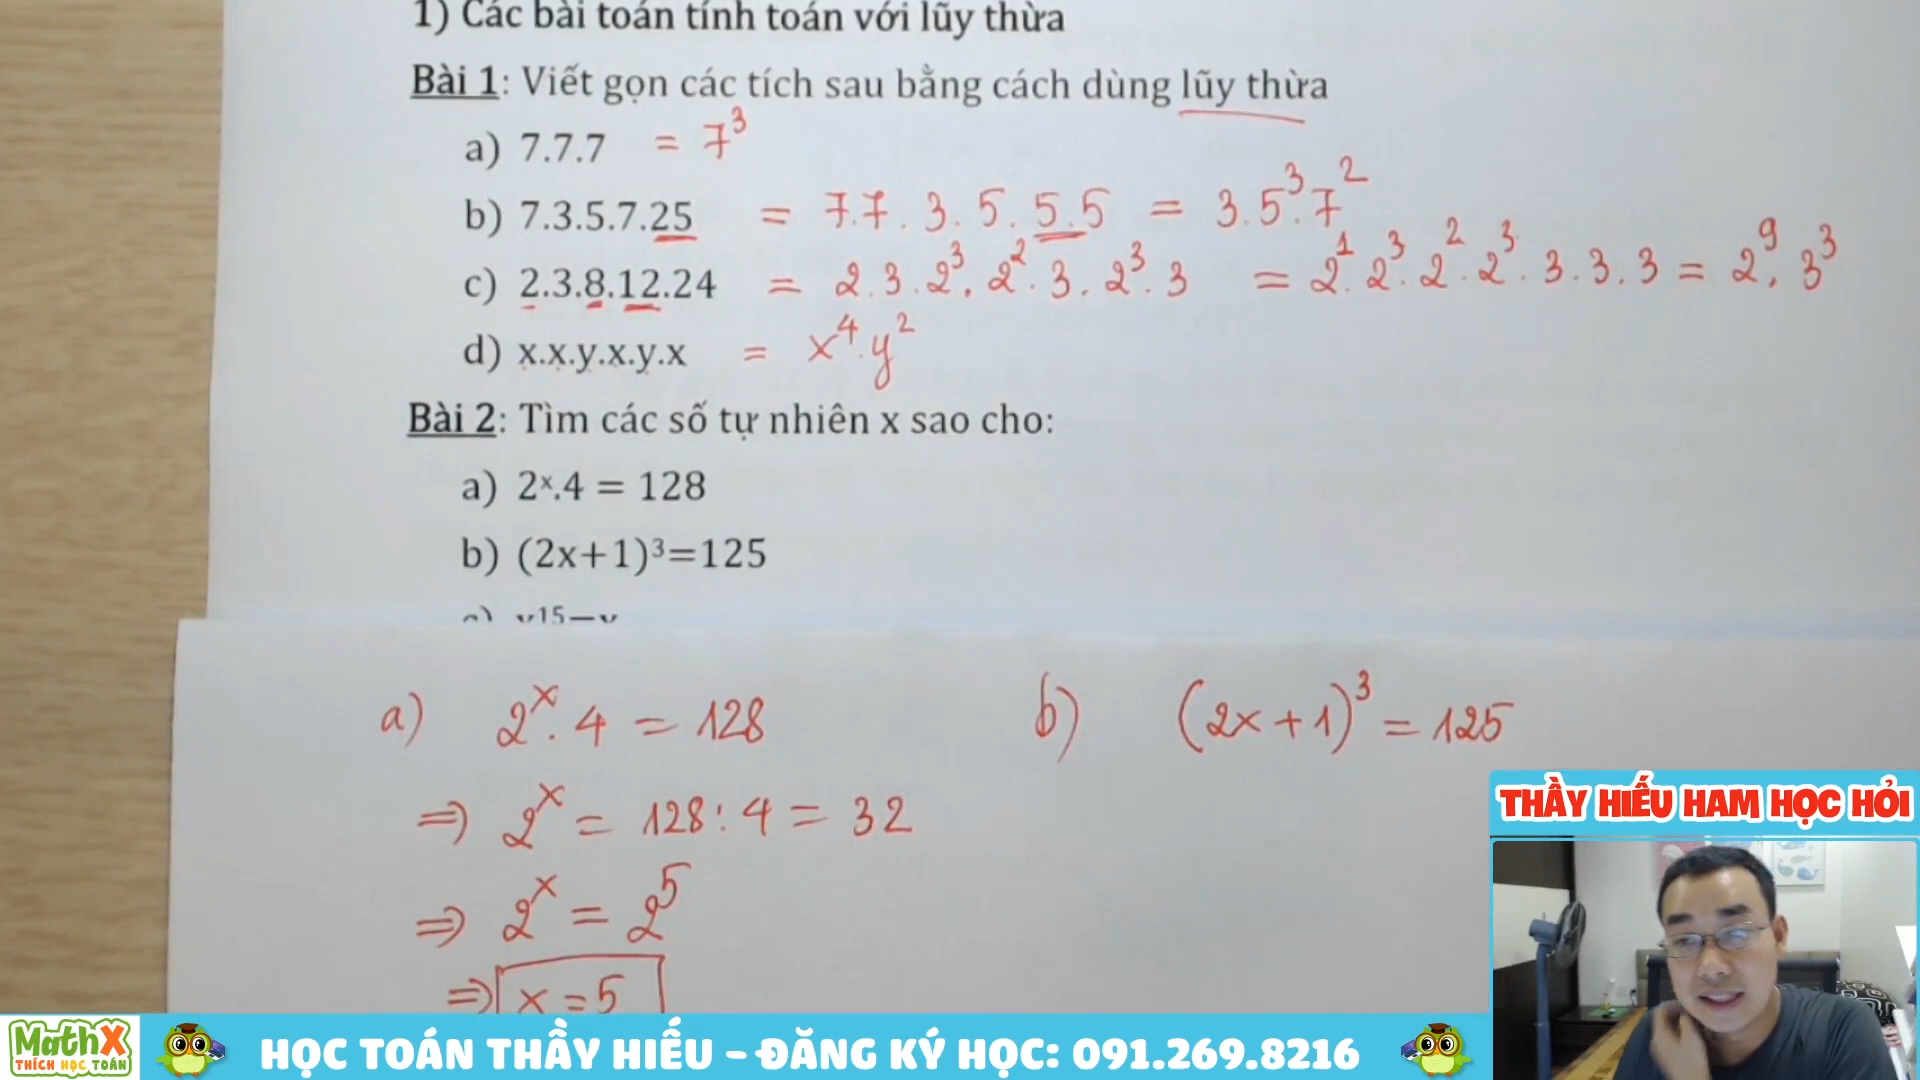 1) Các bài toán tính toán với lũy thừa
Bài 1: Viết gọn các tích sau bằng cách dùng lũy thừa
a) 7.7.7 = 7³
b) 7.3.5.7.25 = 7.7.3.5.5.5 = 3.5³.7²
c) 2.3.8.12.24 = 2.3.2³.2².3.2³.3 = 2¹.2³.2².2³.3.3.3 = 2⁹.3³
d) x.x.y.x.y.x = x⁴.y²
Bài 2: Tìm các số tự nhiên x sao cho:
a) 2ˣ.4 = 128
b) (2x+1)³=125
a) 2ˣ.4 = 128
⇒ 2ˣ = 128:4 = 32
⇒ 2ˣ = 2⁵
⇒ x = 5
b) (2x+1)³ = 125
THẦY HIẾU HAM HỌC HỎI
MathX
THÍCH HỌC TOÁN
HỌC TOÁN THẦY HIẾU - ĐĂNG KÝ HỌC: 091.269.8216